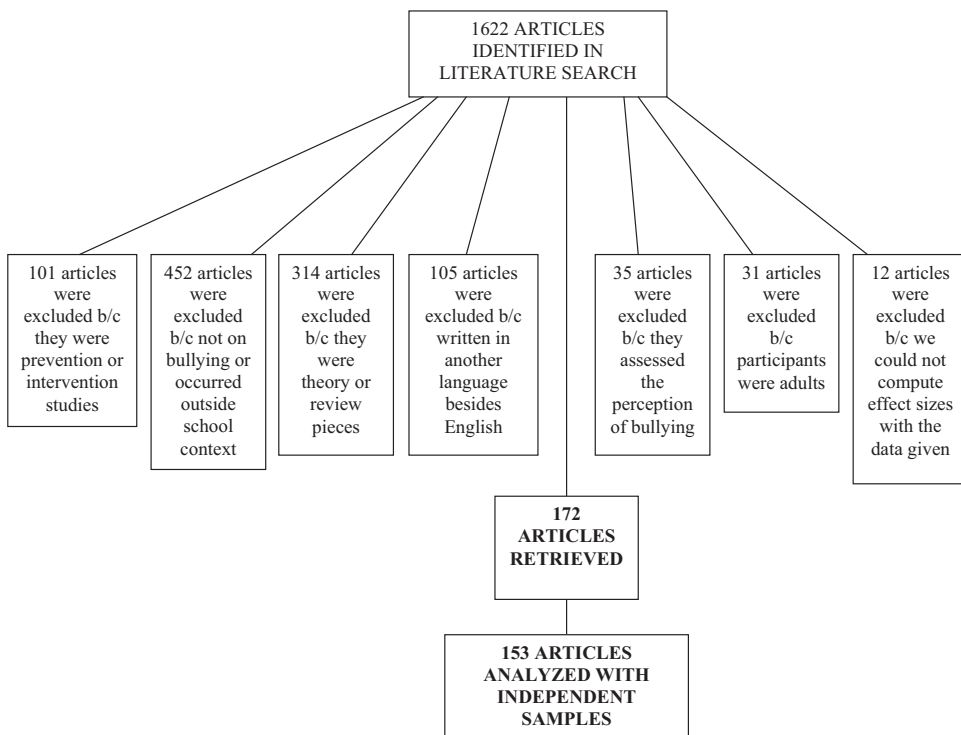 1622 ARTICLES
IDENTIFIED IN
LITERATURE SEARCH
101 articles
were
excluded b/c
they were
prevention or
intervention
studies
452 articles
were
excluded
b/c not on
bullying or
occurred
outside
school
context
314 articles
were
excluded
b/c they
were
theory or
review
pieces
105 articles
were
excluded b/c
written in
another
language
besides
English
35 articles
were
excluded
b/c they
assessed
the
perception
of bullying
31 articles
were
excluded
b/c
participants
were adults
12 articles
were
excluded
b/c we
could not
compute
effect sizes
with the
data given
172
ARTICLES
RETRIEVED
153 ARTICLES
ANALYZED WITH
INDEPENDENT
SAMPLES